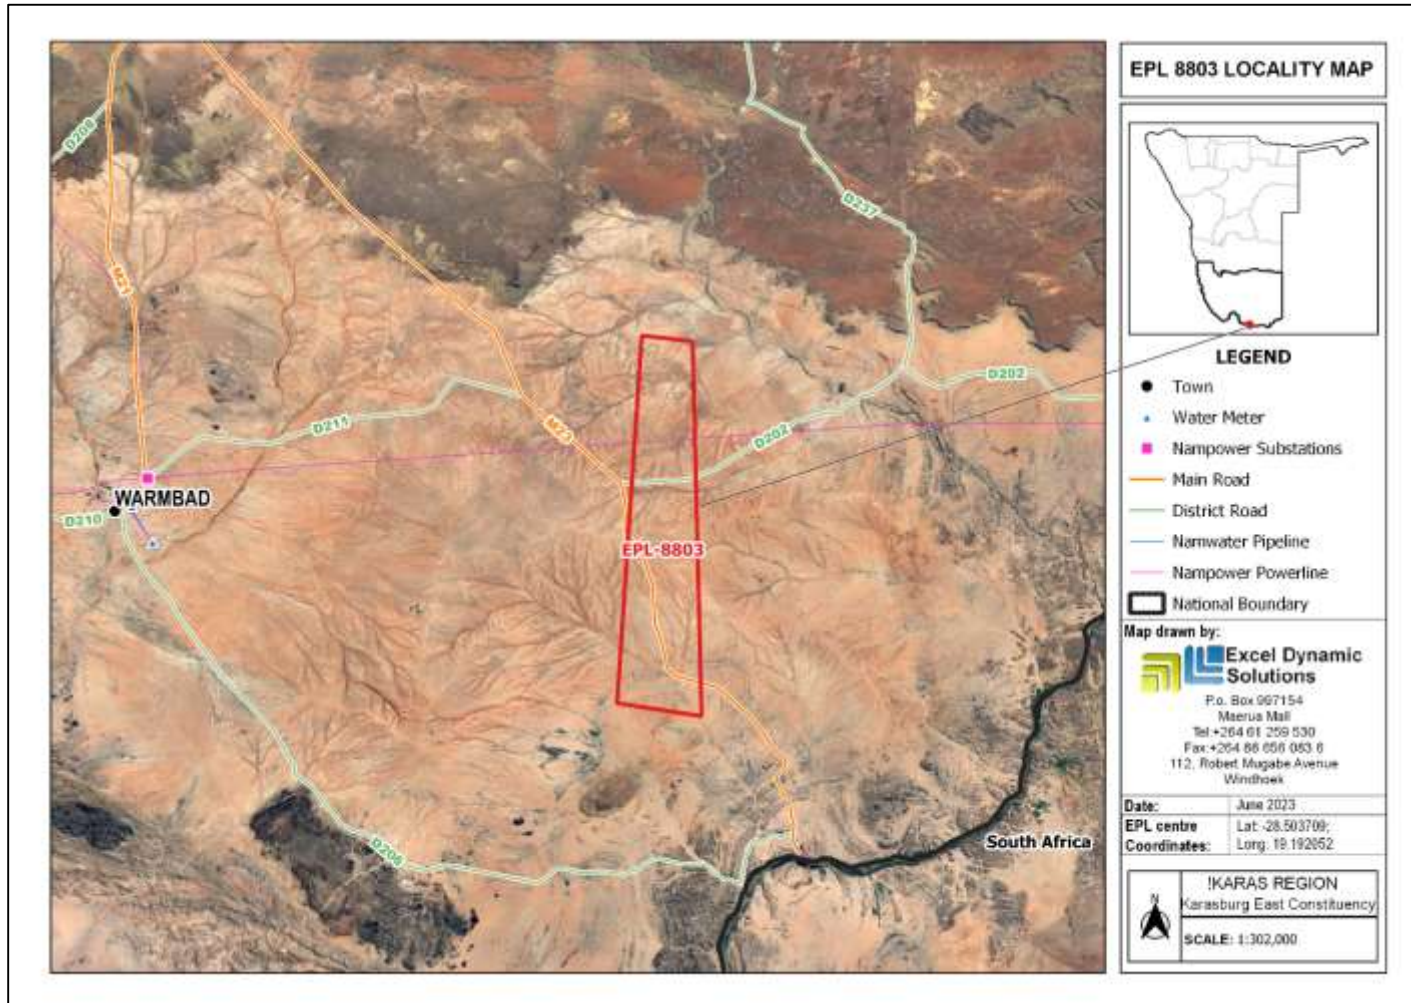 EPL 8803 LOCALITY MAP
D208
D237
M21
D202
D211
M23
D202
WARMBAD
D210
EPL-8803
D206
South Africa
LEGEND
Town
Water Meter
Nampower Substations
Main Road
District Road
Namwater Pipeline
Nampower Powerline
National Boundary
Map drawn by:
Excel Dynamic
Solutions
P.o. Box 997154
Maerua Mall
Tel:+264 61 259 530
Fax:+264 88 656 083 6
112, Robert Mugabe Avenue
Windhoek
Date: June 2023
EPL centre Lat: -28.503709;
Coordinates: Long: 19.192052
N
!KARAS REGION
Karasburg East Constituency
SCALE: 1:302,000